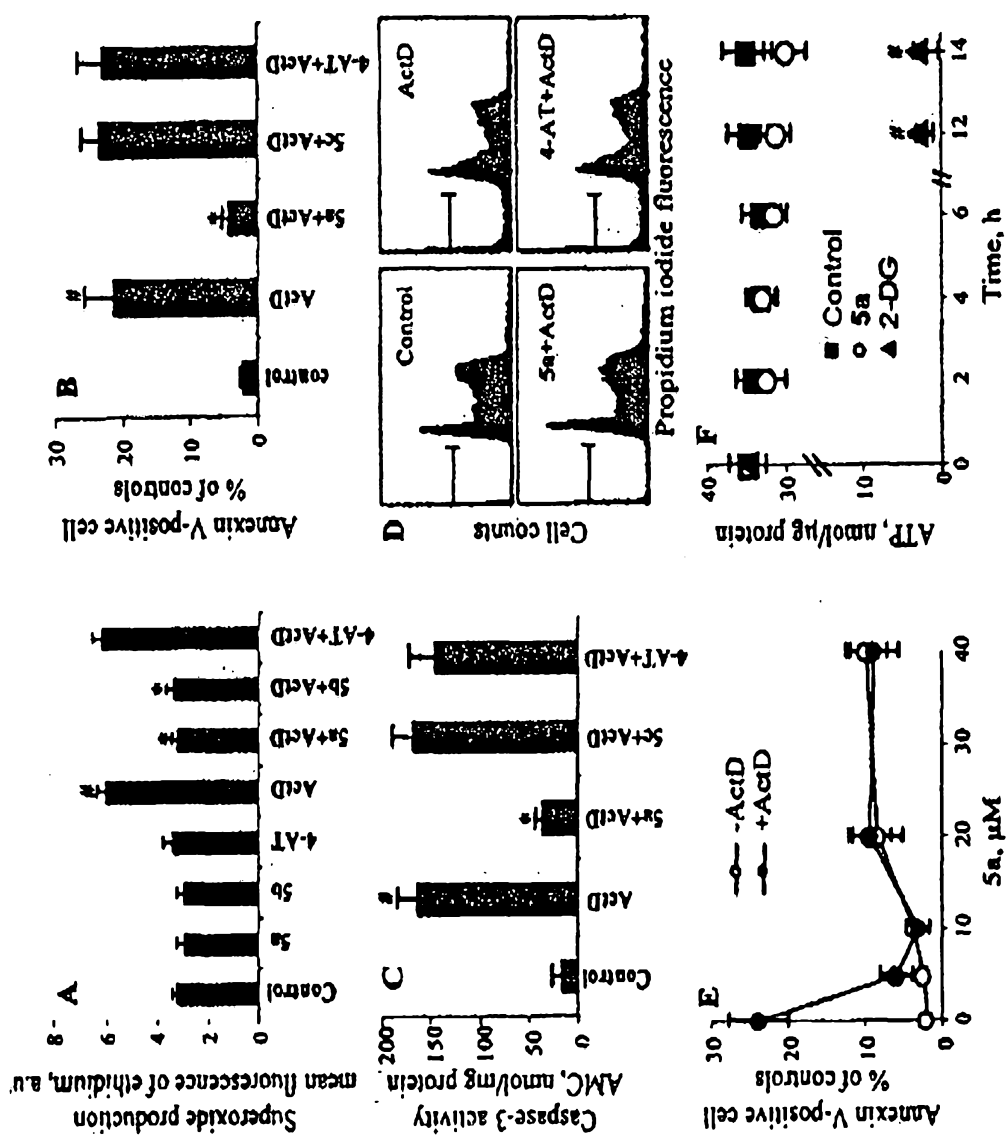 A
Superoxide production
mean fluorescence of ethidium, a.u
8
6
4
2
0
Control
5a
5b
4-AT
ActD
5a+ActD
5b+ActD
4-AT+ActD
#
*
*
B
Annexin V-positive cell
% of controls
30
20
10
0
control
ActD
5a+ActD
5c+ActD
4-AT+ActD
#
*
C
Caspase-3 activity
AMC, nmol/mg protein
200
150
100
50
0
Control
ActD
5a+ActD
5c+ActD
4-AT+ActD
#
*
D
Cell counts
Control
ActD
5a+ActD
4-AT+ActD
Propidium iodide fluorescence
E
Annexin V-positive cell
% of controls
30
20
10
0
-ActD
+ActD
0
10
20
30
40
5a, µM
F
ATP, nmol/µg protein
40
30
10
0
Control
5a
2-DG
#
#
0
2
4
6
12
14
Time, h